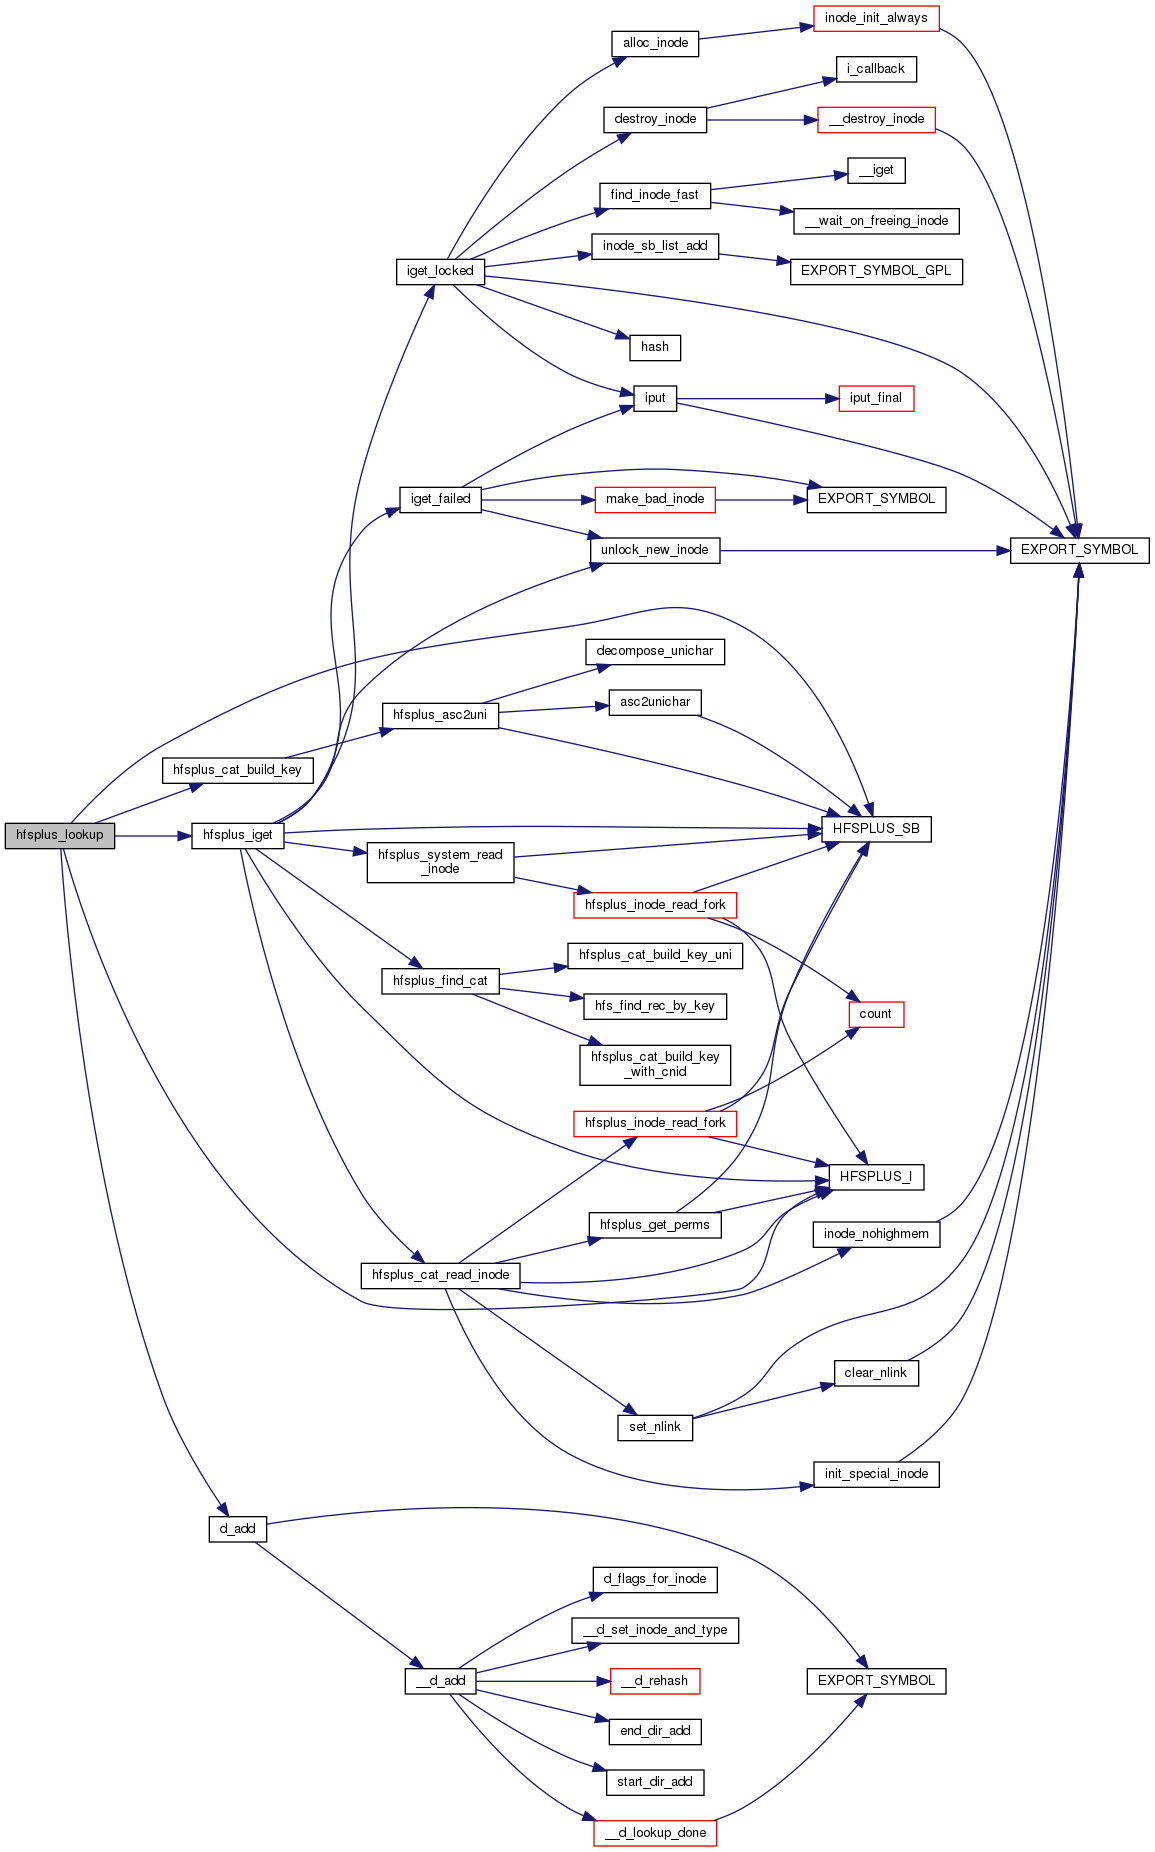 inode_init_always
alloc_inode
i_callback
destroy_inode
__destroy_inode
__iget
find_inode_fast
__wait_on_freeing_inode
inode_sb_list_add
iget_locked
EXPORT_SYMBOL_GPL
hash
iput
iput_final
iget_failed
make_bad_inode
EXPORT_SYMBOL
unlock_new_inode
EXPORT_SYMBOL
decompose_unichar
asc2unichar
hfsplus_asc2uni
hfsplus_cat_build_key
hfsplus_lookup
hfsplus_iget
HFSPLUS_SB
hfsplus_system_read
_inode
hfsplus_inode_read_fork
hfsplus_cat_build_key_uni
hfsplus_find_cat
hfs_find_rec_by_key
count
hfsplus_cat_build_key
_with_cnid
hfsplus_inode_read_fork
HFSPLUS_I
hfsplus_get_perms
inode_nohighmem
hfsplus_cat_read_inode
clear_nlink
set_nlink
init_special_inode
d_add
d_flags_for_inode
__d_set_inode_and_type
__d_add
__d_rehash
EXPORT_SYMBOL
end_dir_add
start_dir_add
__d_lookup_done